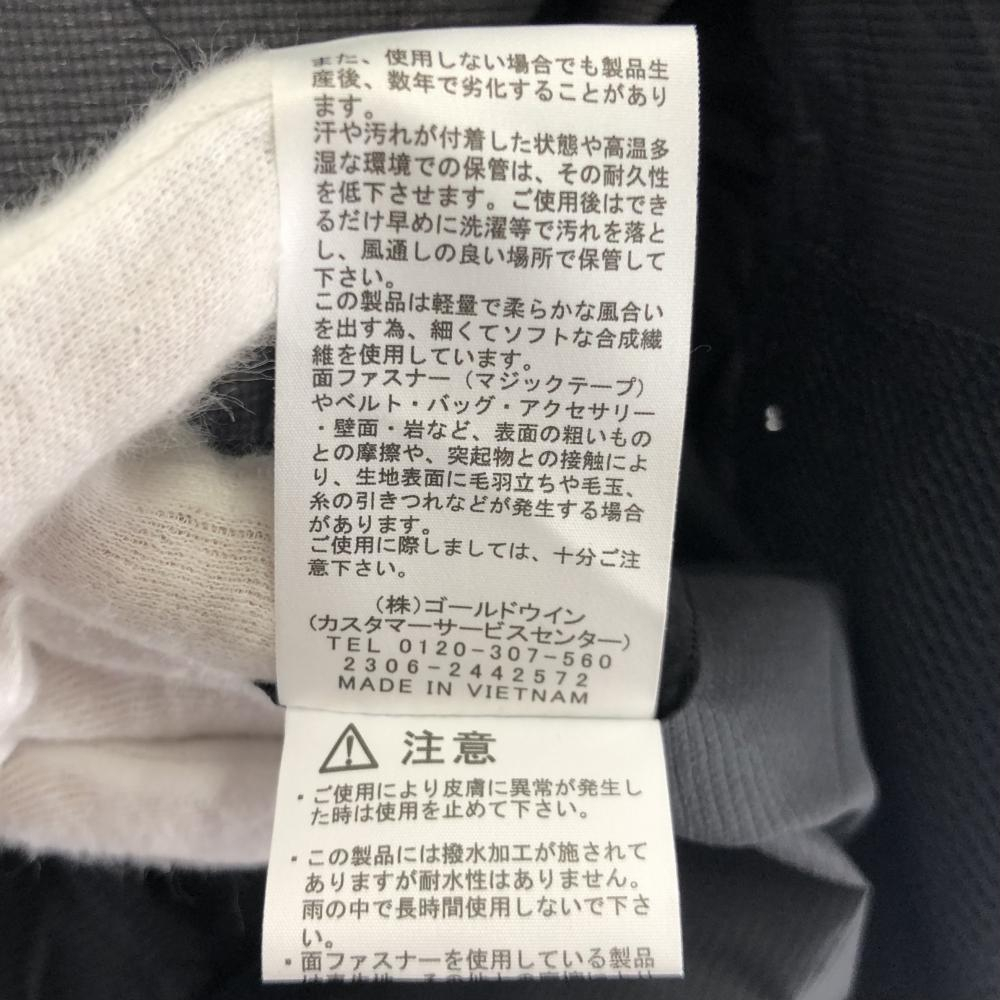 また、使用しない場合でも製品生
産後、数年で劣化することがあり
ます。
汗や汚れが付着した状態や高温多
湿な環境での保管は、その耐久性
を低下させます。ご使用後はでき
るだけ早めに洗濯等で汚れを落と
し、風通しの良い場所で保管して
下さい。
この製品は軽量で柔らかな風合い
を出す為、細くてソフトな合成繊
維を使用しています。
面ファスナー（マジックテープ）
やベルト・バッグ・アクセサリー
・壁面・岩など、表面の粗いもの
との摩擦や、突起物との接触によ
り、生地表面に毛羽立ちや毛玉、
糸の引きつれなどが発生する場合
があります。
ご使用に際しましては、十分ご注
意下さい。
（株）ゴールドウイン
（カスタマーサービスセンター）
TEL 0120-307-560
2306-2442572
MADE IN VIETNAM
注意
・ご使用により皮膚に異常が発生し
た時は使用を止めて下さい。
・この製品には撥水加工が施されて
ありますが耐水性はありません。
雨の中で長時間使用しないで下さ
い。
・面ファスナーを使用している製品